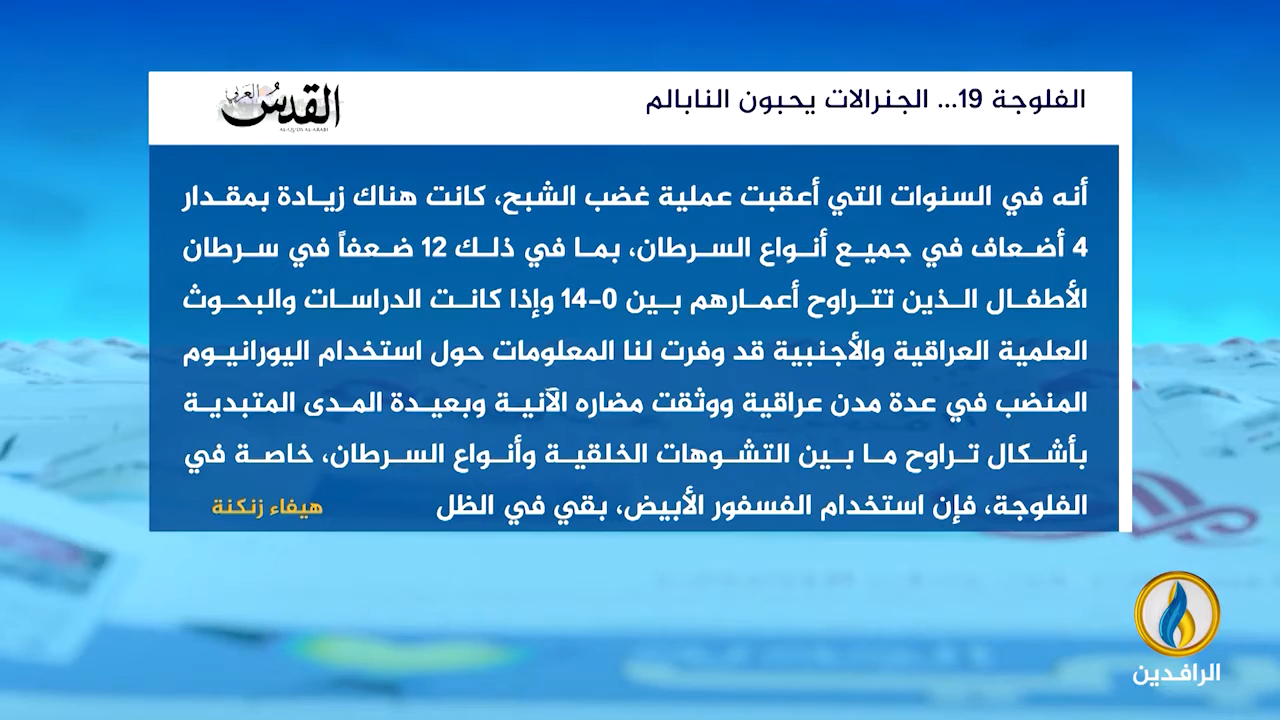 الفلوجة 19... الجنرالات يحبون النابالم
القدس العربي
AL-QUDS AL-ARABI
أنه في السنوات التي أعقبت عملية غضب الشبح، كانت هناك زيادة بمقدار
4 أضعاف في جميع أنواع السرطان، بما في ذلك 12 ضعفاً في سرطان
الأطفال الذين تتراوح أعمارهم بين 0-14 وإذا كانت الدراسات والبحوث
العلمية العراقية والأجنبية قد وفرت لنا المعلومات حول استخدام اليورانيوم
المنضب في عدة مدن عراقية ووثقت مضاره الآنية وبعيدة المدى المتبدية
بأشكال تراوح ما بين التشوهات الخلقية وأنواع السرطان، خاصة في
الفلوجة، فإن استخدام الفسفور الأبيض، بقي في الظل
هيفاء زنكنة
الرافدين